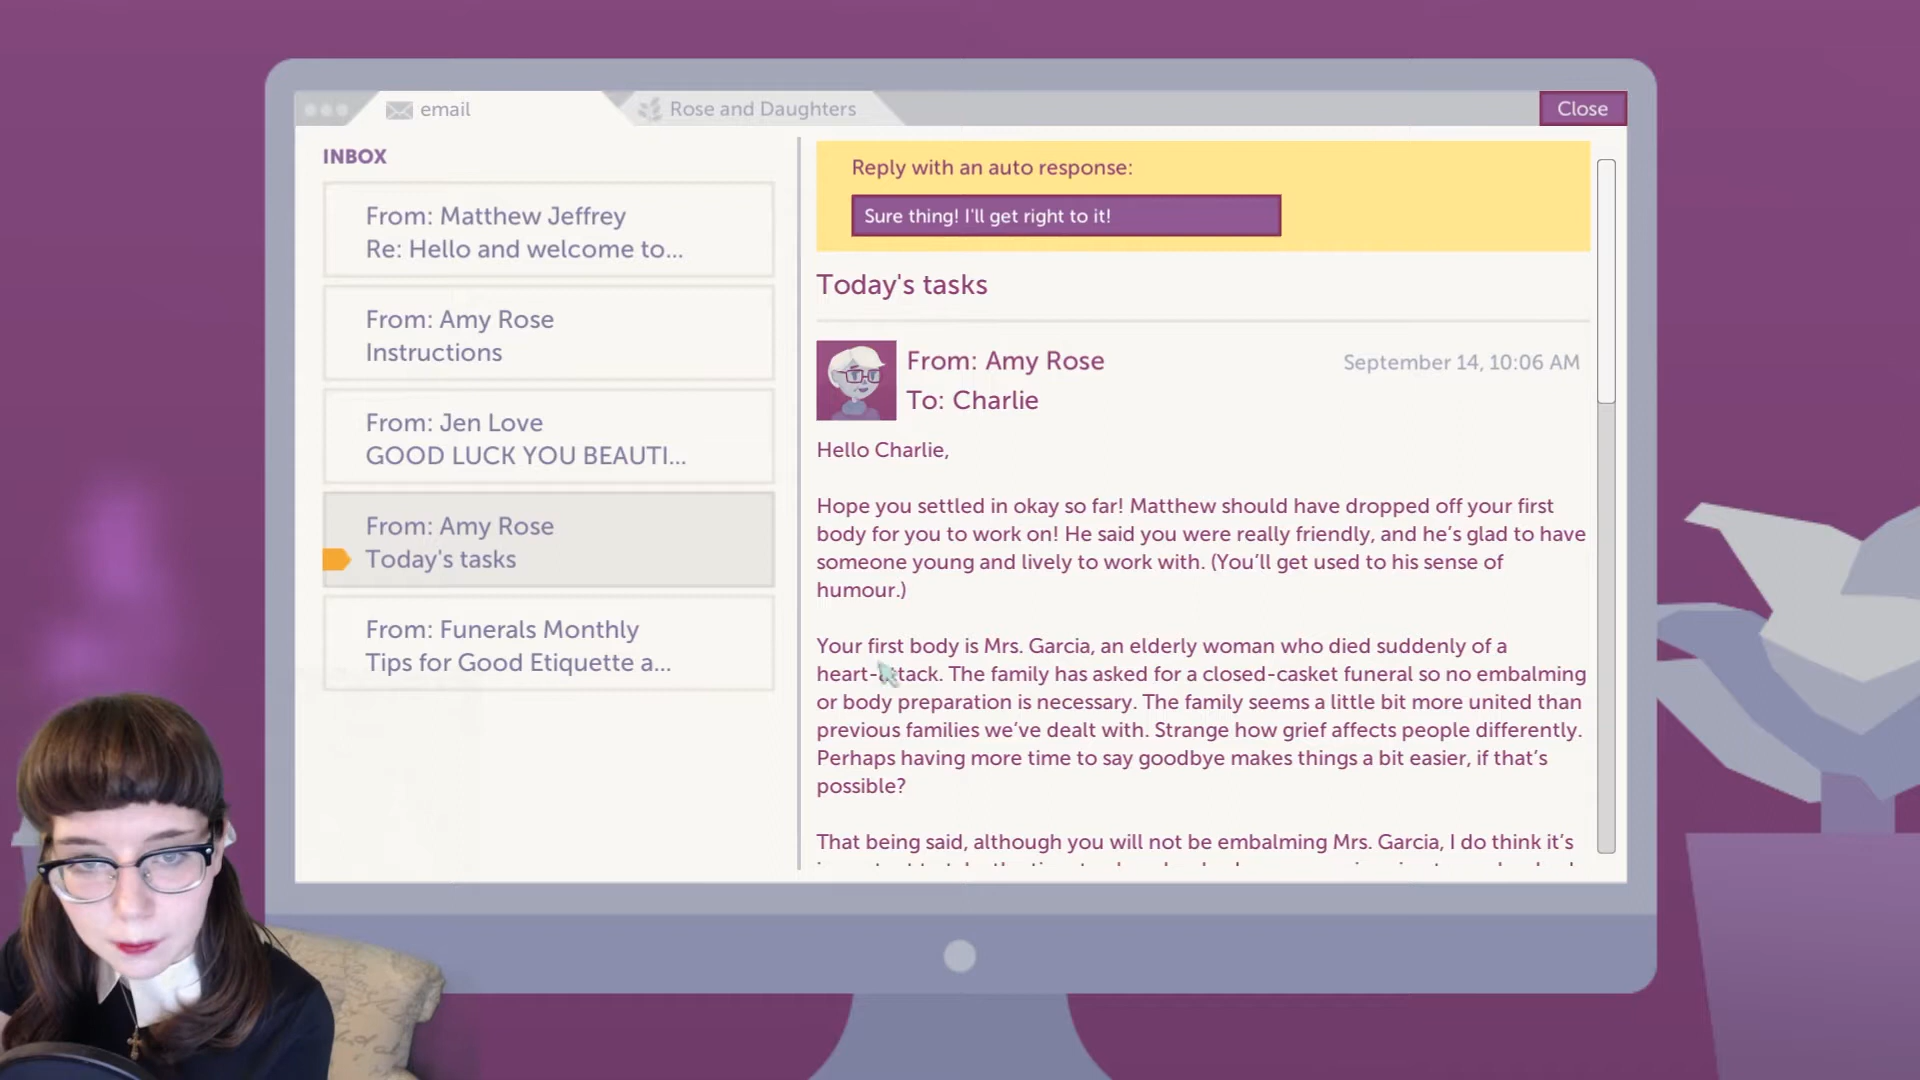 email
Rose and Daughters
Close
INBOX
From: Matthew Jeffrey
Re: Hello and welcome to...
From: Amy Rose
Instructions
From: Jen Love
GOOD LUCK YOU BEAUTI...
From: Amy Rose
Today's tasks
From: Funerals Monthly
Tips for Good Etiquette a...
Reply with an auto response:
Sure thing! I'll get right to it!
Today's tasks
From: Amy Rose
September 14, 10:06 AM
To: Charlie
Hello Charlie,
Hope you settled in okay so far! Matthew should have dropped off your first
body for you to work on! He said you were really friendly, and he's glad to have
someone young and lively to work with. (You'll get used to his sense of
humour.)
Your first body is Mrs. Garcia, an elderly woman who died suddenly of a
heart-attack. The family has asked for a closed-casket funeral so no embalming
or body preparation is necessary. The family seems a little bit more united than
previous families we've dealt with. Strange how grief affects people differently.
Perhaps having more time to say goodbye makes things a bit easier, if that's
possible?
That being said, although you will not be embalming Mrs. Garcia, I do think it's